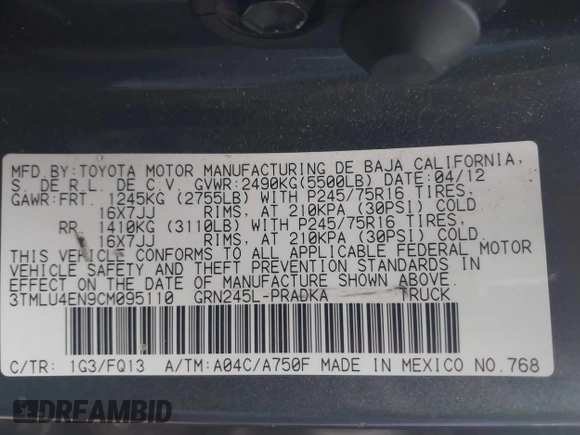 MFD.BY:TOYOTA MOTOR MANUFACTURING DE BAJA CALIFORNIA,
S. DE R.L. DE C.V. GVWR:2490KG(5500LB) DATE:04/12
GAWR:FRT. 1245KG (2755LB) WITH P245/75R16 TIRES,
16X7JJ RIMS, AT 210KPA (30PSI) COLD
RR. 1410KG (3110LB) WITH P245/75R16 TIRES,
16X7JJ RIMS, AT 210KPA (30PSI) COLD.
THIS VEHICLE CONFORMS TO ALL APPLICABLE FEDERAL MOTOR
VEHICLE SAFETY AND THEFT PREVENTION STANDARDS IN
EFFECT ON THE DATE OF MANUFACTURE SHOWN ABOVE.
3TMLU4EN9CM095110 GRN245L-PRADKA TRUCK
C/TR: 1G3/FQ13 A/TM:A04C/A750F MADE IN MEXICO NO.768
DREAMBID